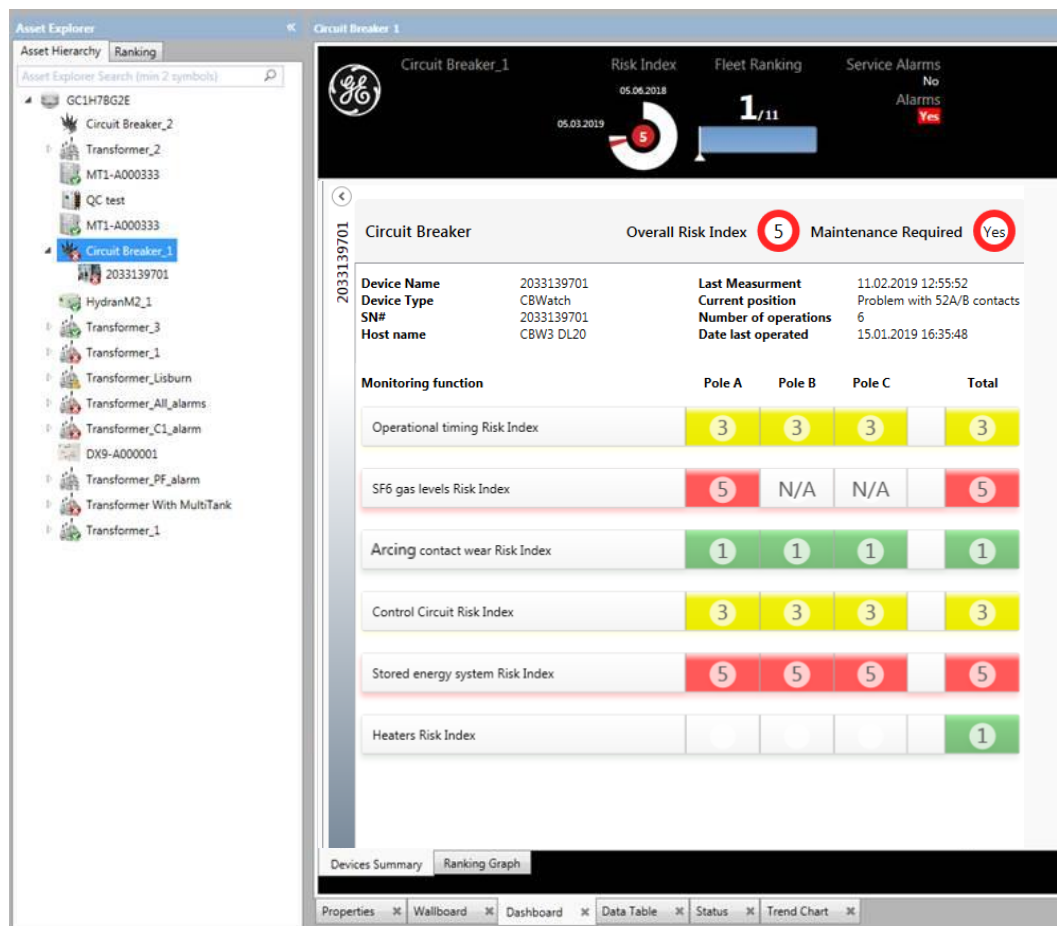 Asset Explorer
Asset Hierarchy Ranking
Asset Explorer Search (min 2 symbols)
GC1H7BG2E
Circuit Breaker_2
Transformer_2
MT1-A000333
QC test
MT1-A000333
Circuit Breaker_1
2033139701
HydranM2_1
Transformer_3
Transformer_1
Transformer_Lisburn
Transformer_All_alarms
Transformer_C1_alarm
DX9-A000001
Transformer_PF_alarm
Transformer With MultiTank
Transformer_1
Circuit Breaker 1
GE
Circuit Breaker_1 Risk Index Fleet Ranking Service Alarms
No
05.06.2018
Alarms
Yes
1/11
05.03.2019
5
2033139701
Circuit Breaker Overall Risk Index 5 Maintenance Required Yes
Device Name 2033139701 Last Measurment 11.02.2019 12:55:52
Device Type CBWatch Current position Problem with 52A/B contacts
SN# 2033139701 Number of operations 6
Host name CBW3 DL20 Date last operated 15.01.2019 16:35:48
Monitoring function Pole A Pole B Pole C Total
Operational timing Risk Index 3 3 3 3
SF6 gas levels Risk Index 5 N/A N/A 5
Arcing contact wear Risk Index 1 1 1 1
Control Circuit Risk Index 3 3 3 3
Stored energy system Risk Index 5 5 5 5
Heaters Risk Index 1
Devices Summary Ranking Graph
Properties Wallboard Dashboard Data Table Status Trend Chart